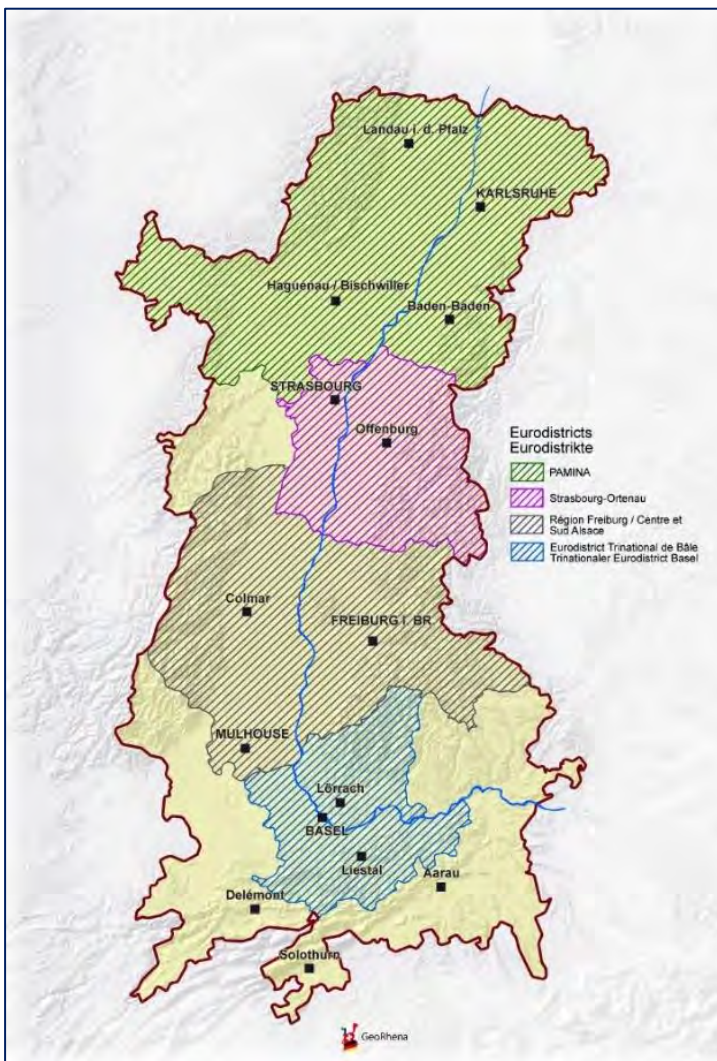 Landau i. d. Pfalz
KARLSRUHE
Haguenau / Bischwiller
Baden-Baden
STRASBOURG
Offenburg
Eurodistricts
Eurodistrikte
PAMINA
Strasbourg-Ortenau
Région Freiburg / Centre et
Sud Alsace
Eurodistrict Trinational de Bâle
Trinationaler Eurodistrict Basel
Colmar
FREIBURG I. BR.
MULHOUSE
Lörrach
BASEL
Liestal
Aarau
Delémont
Solothurn
GeoRhena